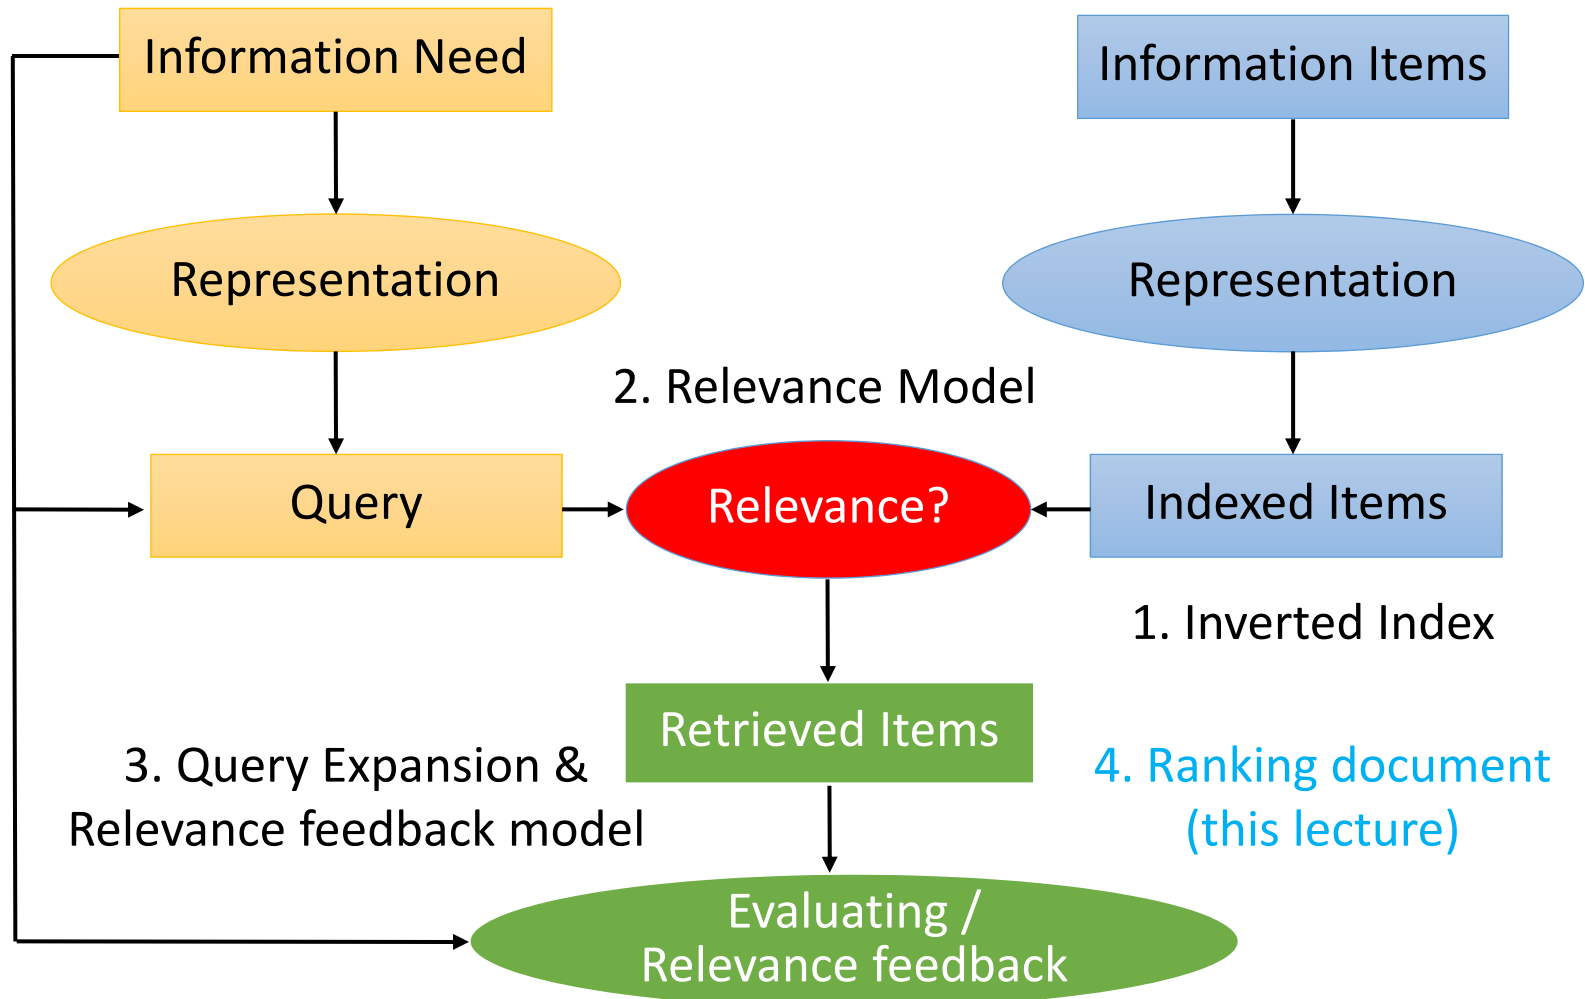 Information Need
Information Items
Representation
Representation
2. Relevance Model
Query
Relevance?
Indexed Items
1. Inverted Index
Retrieved Items
3. Query Expansion &
Relevance feedback model
4. Ranking document
(this lecture)
Evaluating /
Relevance feedback